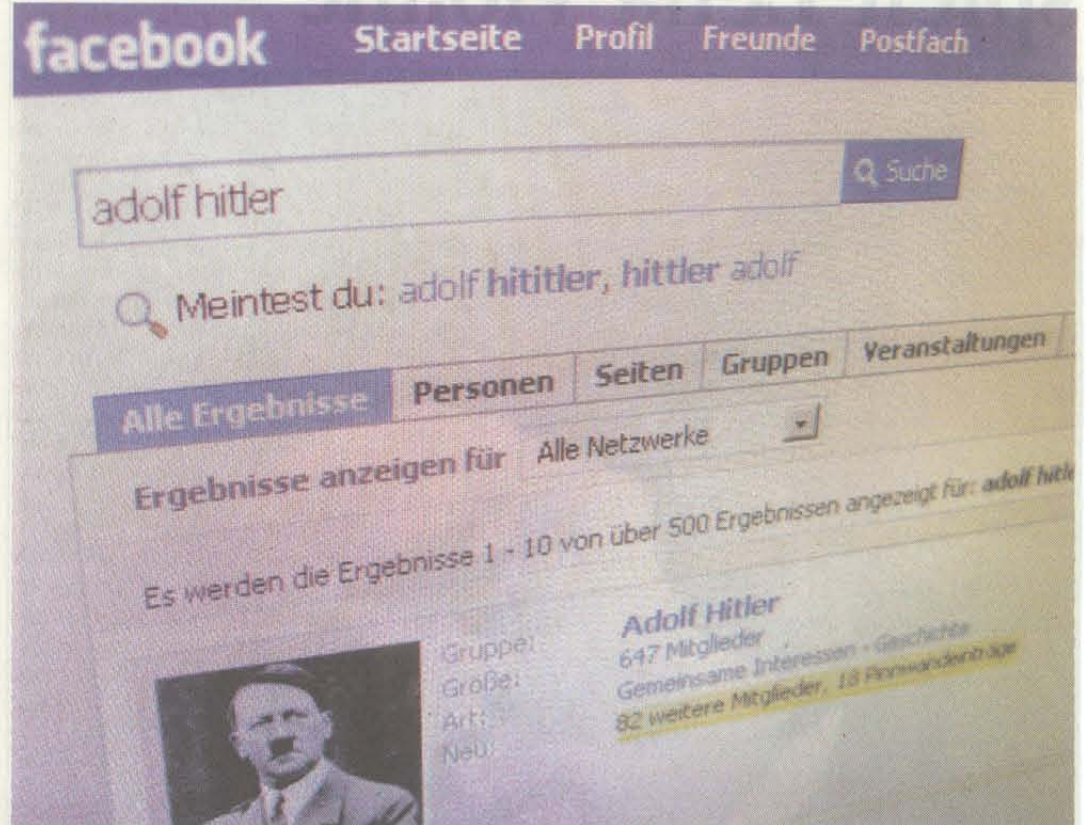 facebook Startseite Profil Freunde Postfach
adolf hitler Suche
Meintest du: adolf hititler, hittler adolf
Alle Ergebnisse Personen Seiten Gruppen Veranstaltungen
Ergebnisse anzeigen für Alle Netzwerke
Es werden die Ergebnisse 1 - 10 von über 500 Ergebnissen angezeigt für: adolf hitle
Gruppe: Adolf Hitler
Größe: 647 Mitglieder
Art: Gemeinsame Interessen - Geschichte
Neu: 82 weitere Mitglieder, 18 Pinnwandeinträge